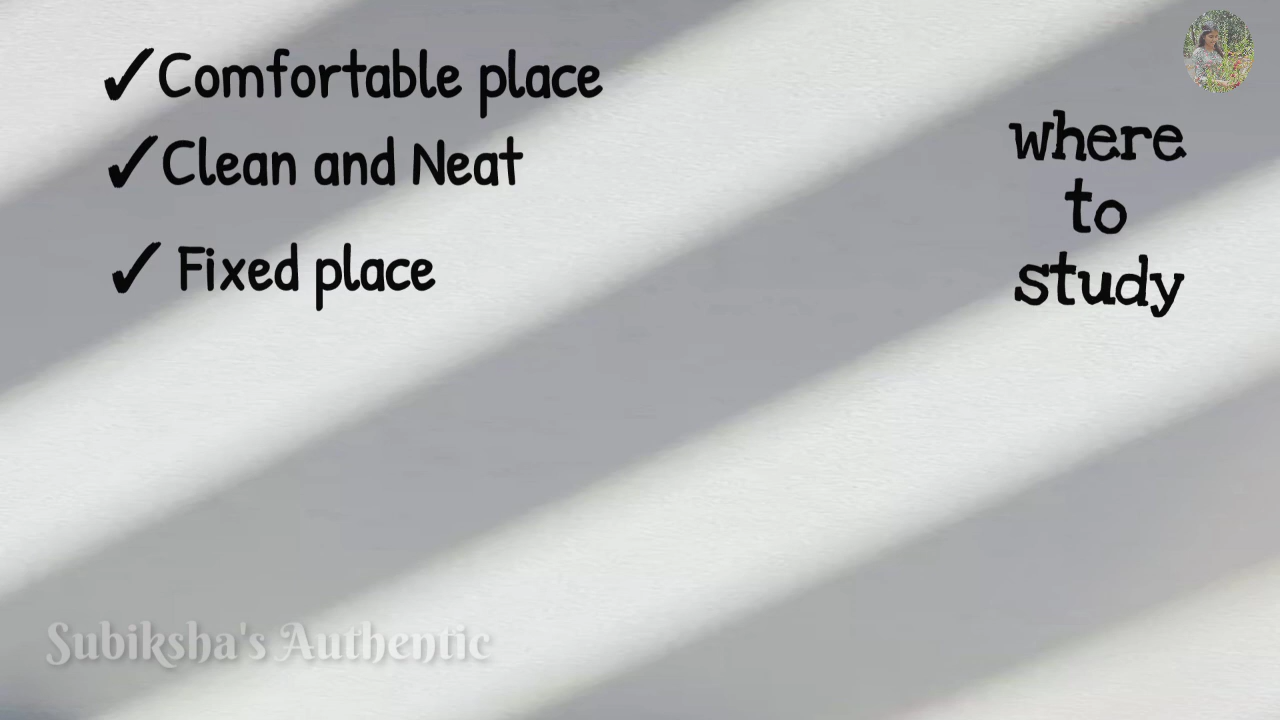 ✓Comfortable place
✓Clean and Neat
✓ Fixed place
where
to
study
Subiksha's Authentic